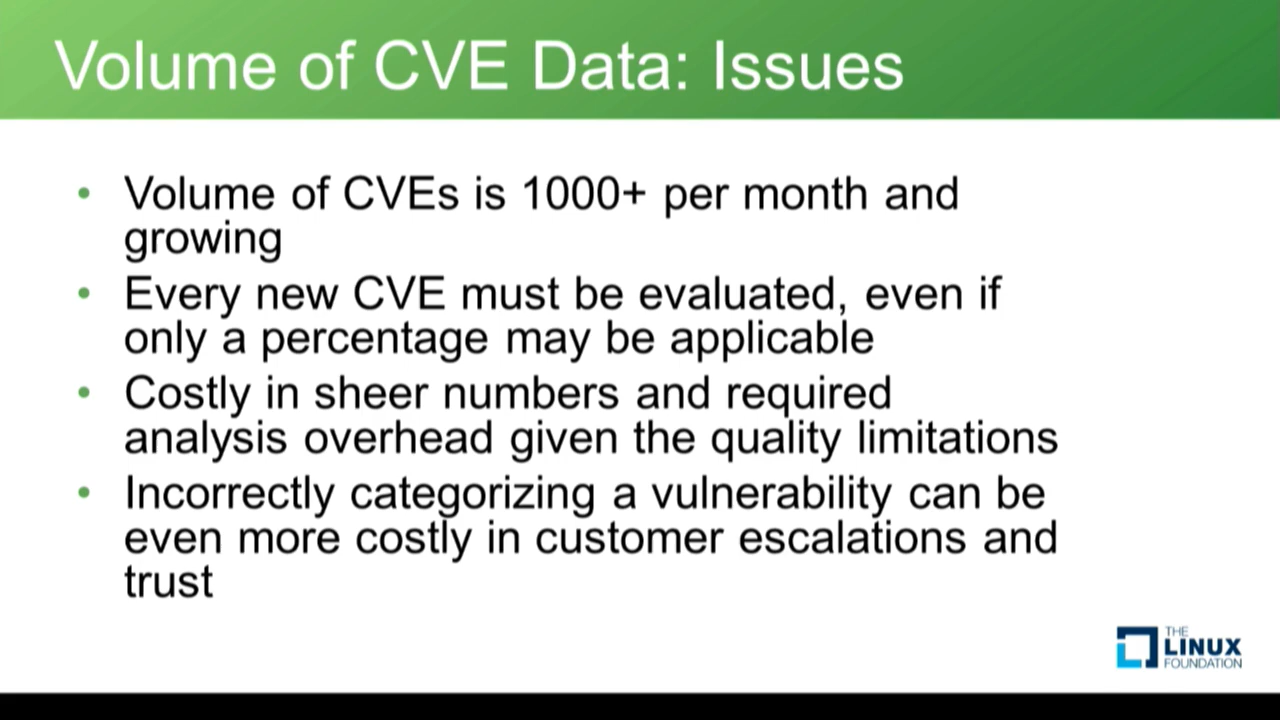 Volume of CVE Data: Issues
• Volume of CVEs is 1000+ per month and
growing
• Every new CVE must be evaluated, even if
only a percentage may be applicable
• Costly in sheer numbers and required
analysis overhead given the quality limitations
• Incorrectly categorizing a vulnerability can be
even more costly in customer escalations and
trust
THE
LINUX
FOUNDATION